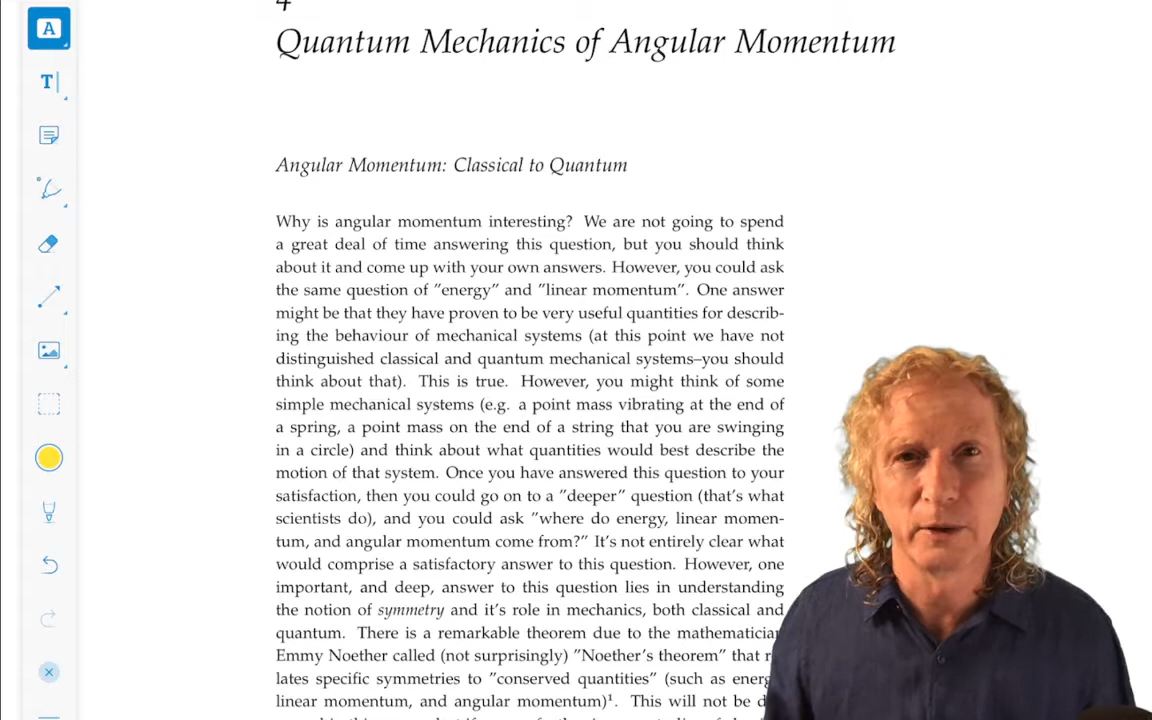 4
Quantum Mechanics of Angular Momentum
A
T
Angular Momentum: Classical to Quantum
Why is angular momentum interesting? We are not going to spend
a great deal of time answering this question, but you should think
about it and come up with your own answers. However, you could ask
the same question of ”energy” and ”linear momentum”. One answer
might be that they have proven to be very useful quantities for describ-
ing the behaviour of mechanical systems (at this point we have not
distinguished classical and quantum mechanical systems–you should
think about that). This is true. However, you might think of some
simple mechanical systems (e.g. a point mass vibrating at the end of
a spring, a point mass on the end of a string that you are swinging
in a circle) and think about what quantities would best describe the
motion of that system. Once you have answered this question to your
satisfaction, then you could go on to a ”deeper” question (that's what
scientists do), and you could ask ”where do energy, linear momen-
tum, and angular momentum come from?” It's not entirely clear what
would comprise a satisfactory answer to this question. However, one
important, and deep, answer to this question lies in understanding
the notion of symmetry and it's role in mechanics, both classical and
quantum. There is a remarkable theorem due to the mathematician
Emmy Noether called (not surprisingly) ”Noether's theorem” that
lates specific symmetries to ”conserved quantities” (such as energ
linear momentum, and angular momentum)¹. This will not be